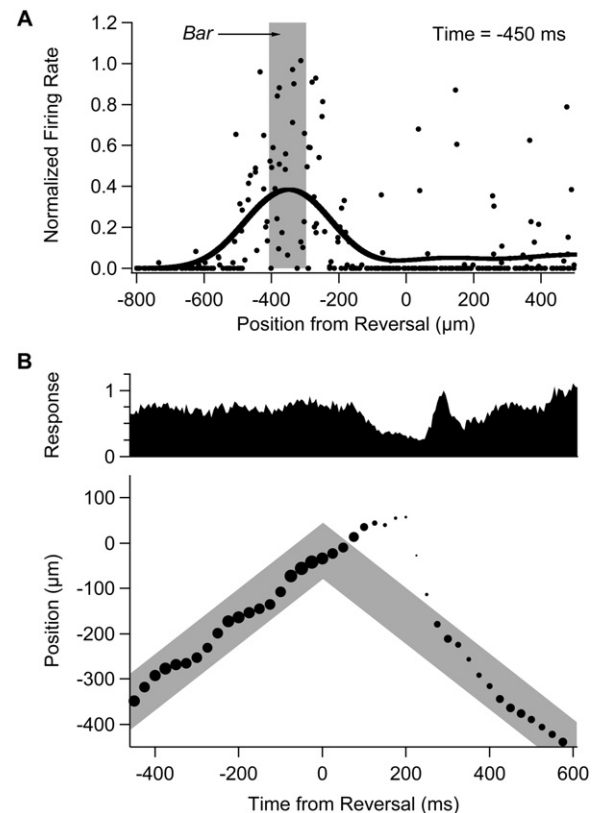 A
Bar
Time = -450 ms
Normalized Firing Rate
1.2
1.0
0.8
0.6
0.4
0.2
0.0
-800 -600 -400 -200 0 200 400
Position from Reversal (µm)
B
Response
1
0
Position (µm)
100
0
-100
-200
-300
-400
-400 -200 0 200 400 600
Time from Reversal (ms)